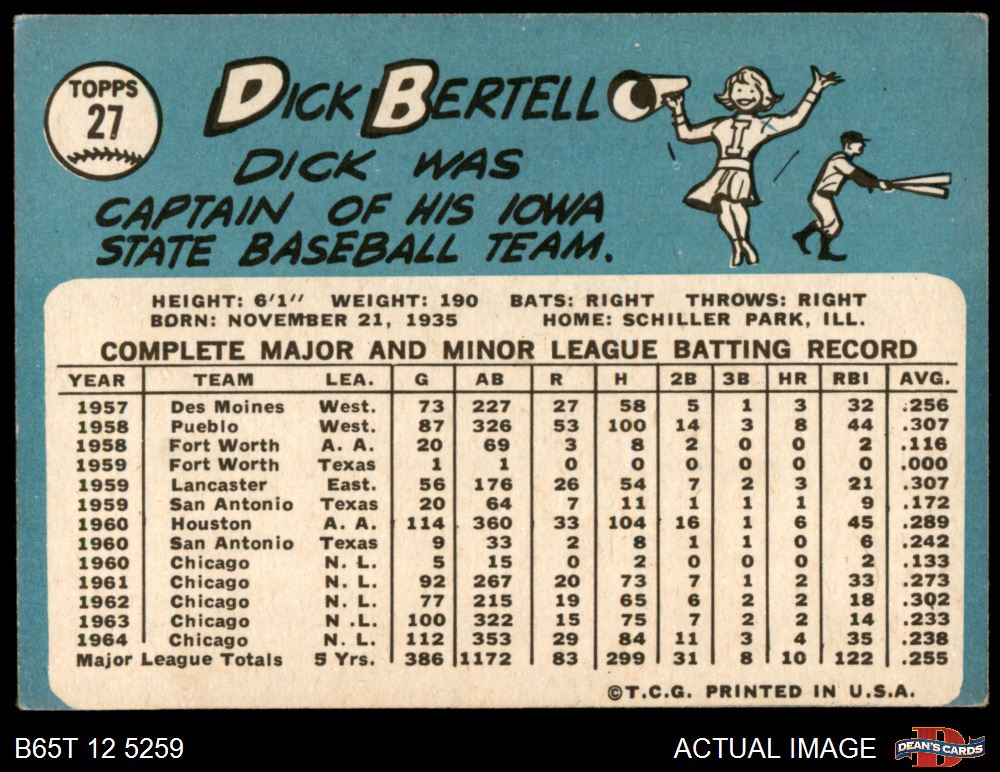 TOPPS
27
DICK BERTELL
DICK WAS
CAPTAIN OF HIS IOWA
STATE BASEBALL TEAM.
I
HEIGHT: 6'1" WEIGHT: 190 BATS: RIGHT THROWS: RIGHT
BORN: NOVEMBER 21, 1935 HOME: SCHILLER PARK, ILL.
COMPLETE MAJOR AND MINOR LEAGUE BATTING RECORD
YEAR TEAM LEA. G AB R H 2B 3B HR RBI AVG.
1957 Des Moines West. 73 227 27 58 5 1 3 32 .256
1958 Pueblo West. 87 326 53 100 14 3 8 44 .307
1958 Fort Worth A. A. 20 69 3 8 2 0 0 2 .116
1959 Fort Worth Texas 1 1 0 0 0 0 0 0 .000
1959 Lancaster East. 56 176 26 54 7 2 3 21 .307
1959 San Antonio Texas 20 64 7 11 1 1 1 9 .172
1960 Houston A. A. 114 360 33 104 16 1 6 45 .289
1960 San Antonio Texas 9 33 2 8 1 1 0 6 .242
1960 Chicago N. L. 5 15 0 2 0 0 0 2 .133
1961 Chicago N. L. 92 267 20 73 7 1 2 33 .273
1962 Chicago N. L. 77 215 19 65 6 2 2 18 .302
1963 Chicago N .L. 100 322 15 75 7 2 2 14 .233
1964 Chicago N. L. 112 353 29 84 11 3 4 35 .238
Major League Totals 5 Yrs. 386 1172 83 299 31 8 10 122 .255
©T.C.G. PRINTED IN U.S.A.
B65T 12 5259
ACTUAL IMAGE
D
DEAN'S CARDS